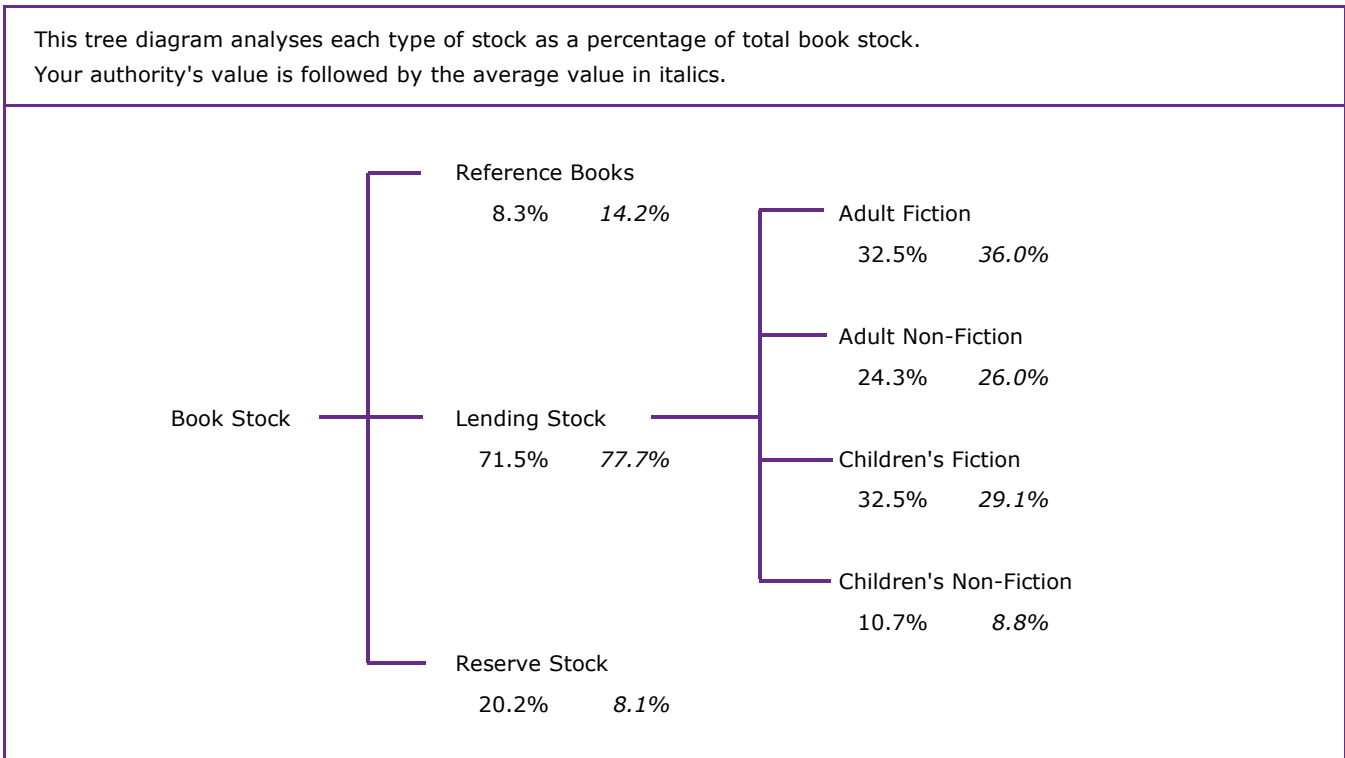 This tree diagram analyses each type of stock as a percentage of total book stock.
Your authority's value is followed by the average value in italics.
Reference Books
8.3% 14.2%
Adult Fiction
32.5% 36.0%
Adult Non-Fiction
24.3% 26.0%
Book Stock
Lending Stock
71.5% 77.7%
Children's Fiction
32.5% 29.1%
Children's Non-Fiction
10.7% 8.8%
Reserve Stock
20.2% 8.1%